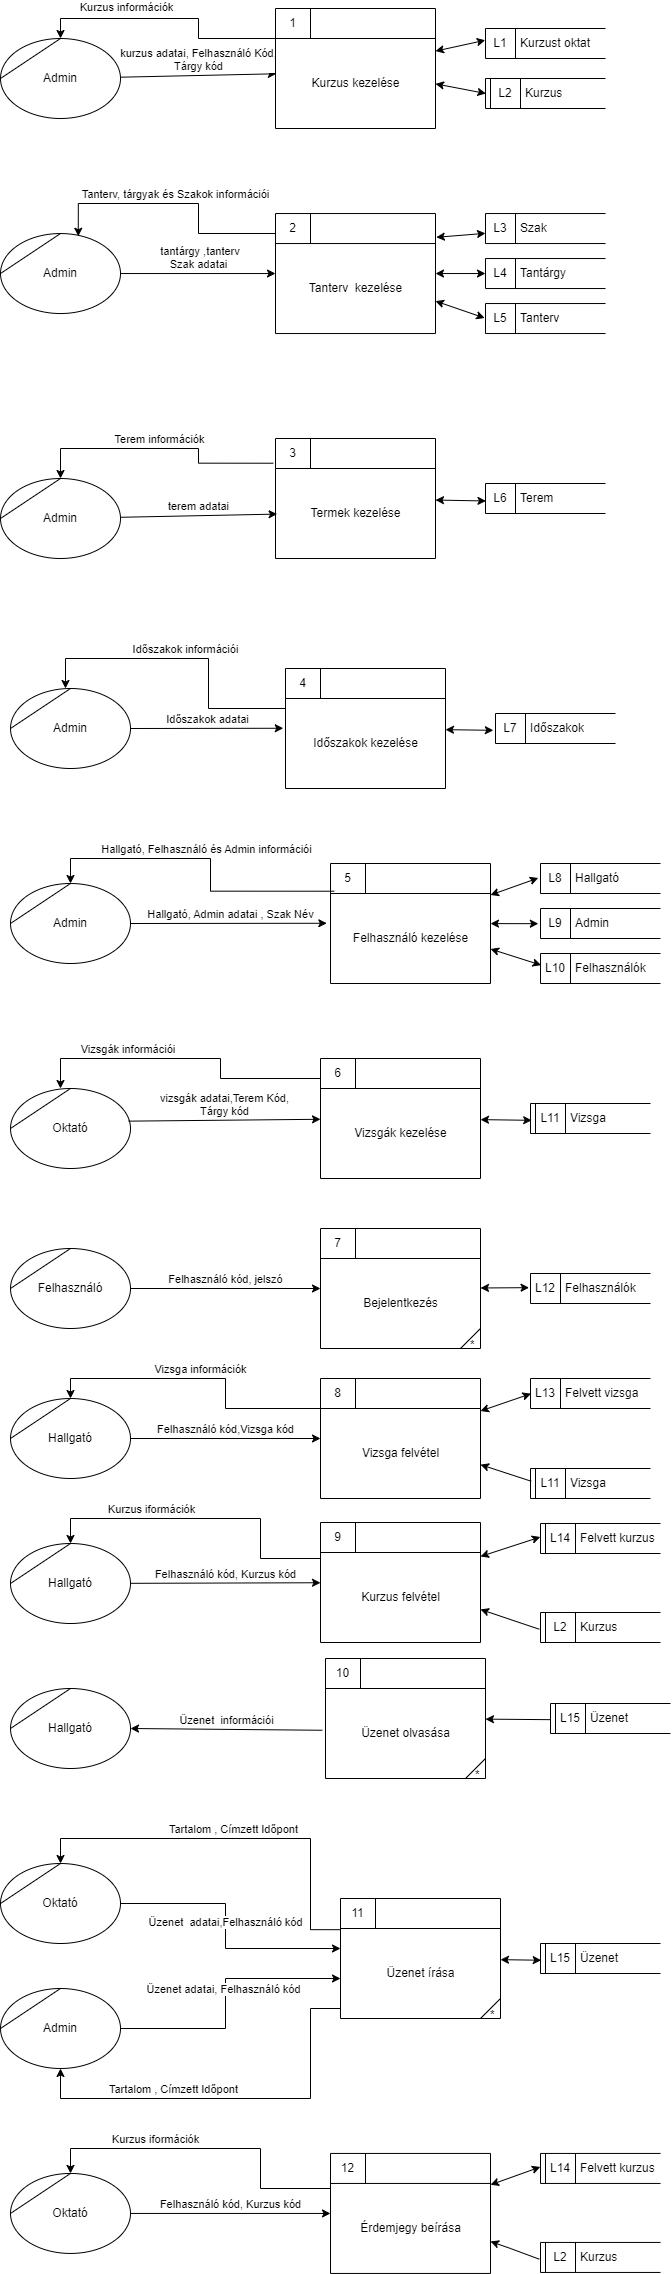 Kurzus információk
1
Admin
kurzus adatai, Felhasználó Kód
Tárgy kód
Kurzus kezelése
L1 Kurzust oktat
L2 Kurzus
Tanterv, tárgyak és Szakok információi
2
Admin
tantárgy ,tanterv
Szak adatai
Tanterv kezelése
L3 Szak
L4 Tantárgy
L5 Tanterv
Terem információk
3
Admin
terem adatai
Termek kezelése
L6 Terem
Időszakok információi
4
Admin
Időszakok adatai
Időszakok kezelése
L7 Időszakok
Hallgató, Felhasználó és Admin információi
5
Admin
Hallgató, Admin adatai , Szak Név
Felhasználó kezelése
L8 Hallgató
L9 Admin
L10 Felhasználók
Vizsgák információi
6
Oktató
vizsgák adatai,Terem Kód,
Tárgy kód
Vizsgák kezelése
L11 Vizsga
7
Felhasználó
Felhasználó kód, jelszó
Bejelentkezés
*
L12 Felhasználók
Vizsga információk
8
Hallgató
Felhasználó kód,Vizsga kód
Vizsga felvétel
L13 Felvett vizsga
L11 Vizsga
Kurzus iformációk
9
Hallgató
Felhasználó kód, Kurzus kód
Kurzus felvétel
L14 Felvett kurzus
L2 Kurzus
10
Hallgató
Üzenet információi
Üzenet olvasása
*
L15 Üzenet
Tartalom , Címzett Időpont
11
Oktató
Üzenet adatai,Felhasználó kód
Üzenet írása
*
L15 Üzenet
Üzenet adatai, Felhasználó kód
Admin
Tartalom , Címzett Időpont
Kurzus iformációk
12
Oktató
Felhasználó kód, Kurzus kód
Érdemjegy beírása
L14 Felvett kurzus
L2 Kurzus